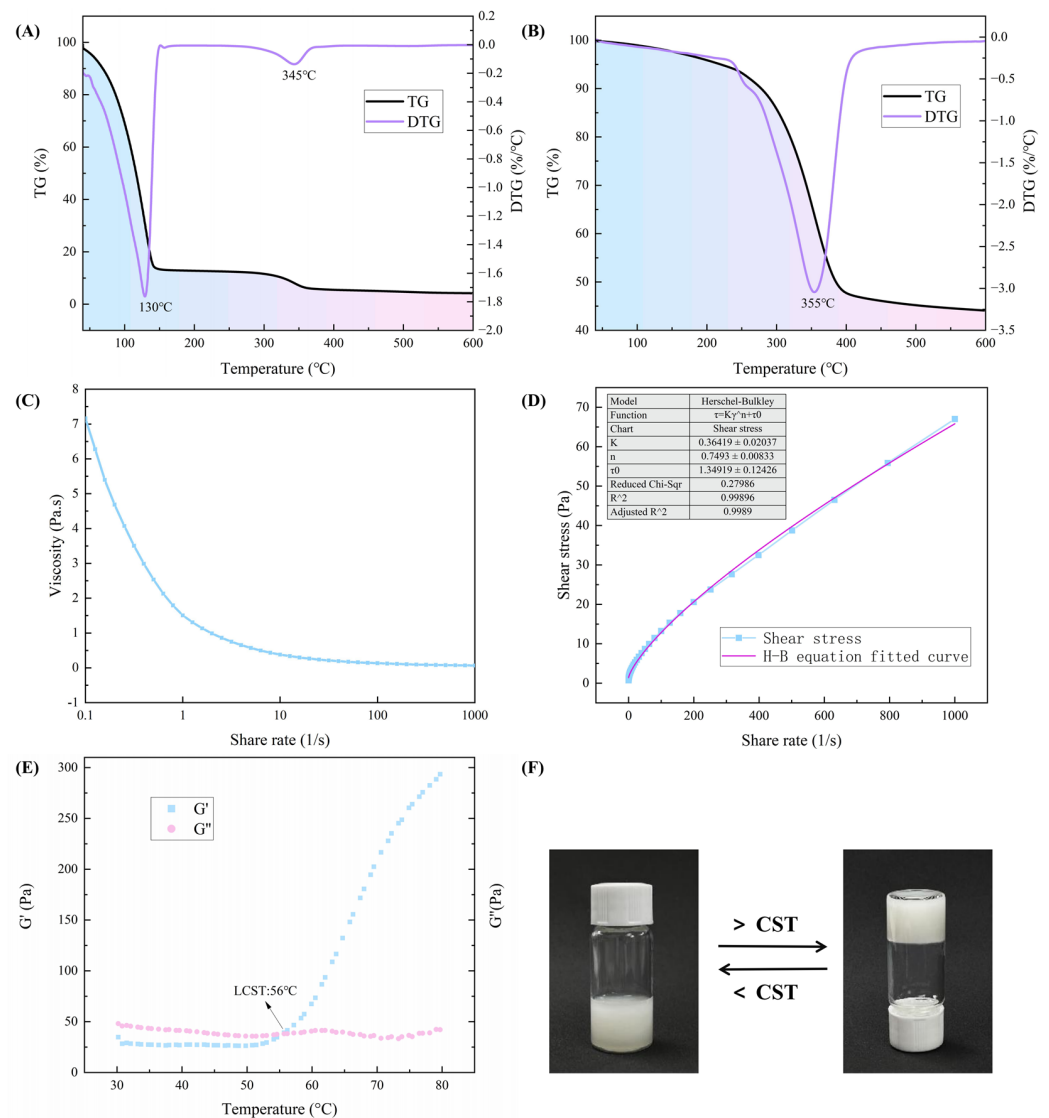 (A)
TG (%)
100
80
60
40
20
0
TG
DTG
345℃
130℃
0.2
0.0
−0.2
−0.4
−0.6
−0.8
−1.0
−1.2
−1.4
−1.6
−1.8
−2.0
DTG (%/℃)
100 200 300 400 500 600
Temperature (℃)
(B)
TG (%)
100
90
80
70
60
50
40
TG
DTG
355℃
0.0
−0.5
−1.0
−1.5
−2.0
−2.5
−3.0
−3.5
DTG (%/℃)
100 200 300 400 500 600
Temperature (℃)
(C)
Viscosity (Pa.s)
8
7
6
5
4
3
2
1
0
-1
0.1 1 10 100 1000
Share rate (1/s)
(D)
Shear stress (Pa)
70
60
50
40
30
20
10
0
Model Herschel-Bulkley
Function τ=Kγ^n+τ0
Chart Shear stress
K 0.36419 ± 0.02037
n 0.7493 ± 0.00833
τ0 1.34919 ± 0.12426
Reduced Chi-Sqr 0.27986
R^2 0.99896
Adjusted R^2 0.9989
Shear stress
H-B equation fitted curve
0 200 400 600 800 1000
Share rate (1/s)
(E)
G' (Pa)
300
250
200
150
100
50
0
G'
G"
LCST:56℃
G"(Pa)
30 40 50 60 70 80
Temperature (℃)
(F)
> CST
< CST